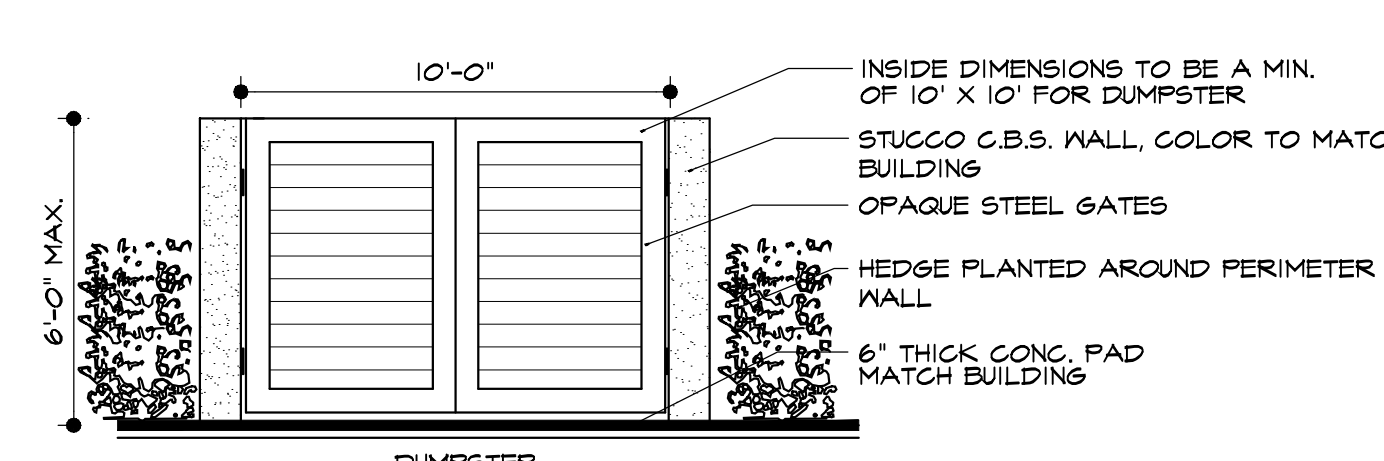 10'-0"
INSIDE DIMENSIONS TO BE A MIN.
OF 10' X 10' FOR DUMPSTER
STUCCO C.B.S. WALL, COLOR TO MATC
BUILDING
OPAQUE STEEL GATES
6'-0" MAX.
HEDGE PLANTED AROUND PERIMETER
WALL
6" THICK CONC. PAD
MATCH BUILDING
DUMPSTER